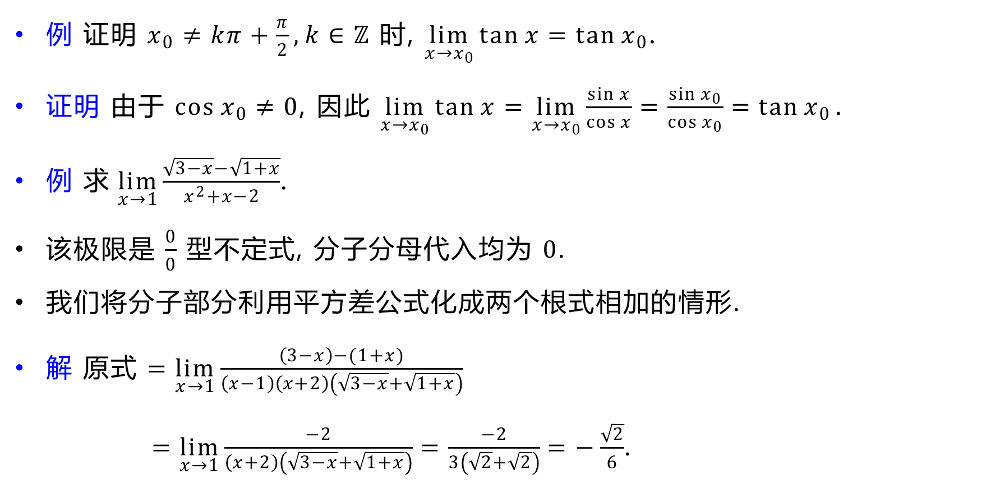 • 例 证明 $x_0 \neq k\pi + \frac{\pi}{2}, k \in \mathbb{Z}$ 时, $\lim\limits_{x \to x_0} \tan x = \tan x_0$.
• 证明 由于 $\cos x_0 \neq 0$, 因此 $\lim\limits_{x \to x_0} \tan x = \lim\limits_{x \to x_0} \frac{\sin x}{\cos x} = \frac{\sin x_0}{\cos x_0} = \tan x_0$.
• 例 求 $\lim\limits_{x \to 1} \frac{\sqrt{3-x}-\sqrt{1+x}}{x^2+x-2}$.
• 该极限是 $\frac{0}{0}$ 型不定式, 分子分母代入均为 0.
• 我们将分子部分利用平方差公式化成两个根式相加的情形.
• 解 原式 $= \lim\limits_{x \to 1} \frac{(3-x)-(1+x)}{(x-1)(x+2)(\sqrt{3-x}+\sqrt{1+x})}$
$= \lim\limits_{x \to 1} \frac{-2}{(x+2)(\sqrt{3-x}+\sqrt{1+x})} = \frac{-2}{3(\sqrt{2}+\sqrt{2})} = -\frac{\sqrt{2}}{6}$.